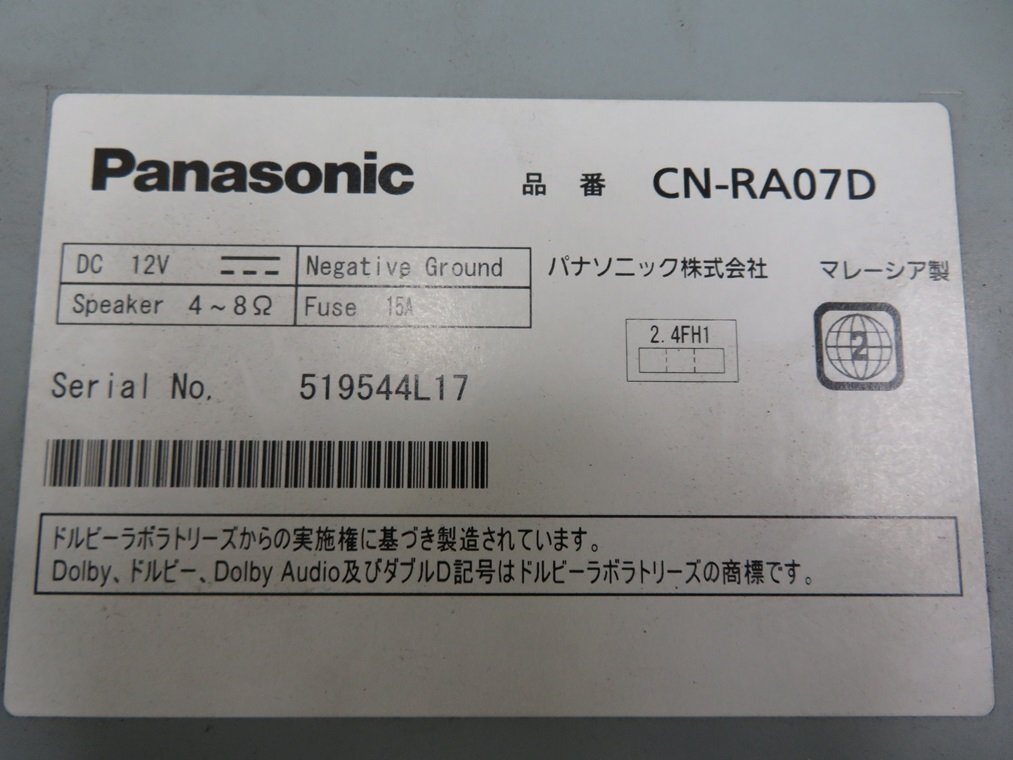 Panasonic 品番 CN-RA07D
DC 12V Negative Ground
Speaker 4～8Ω Fuse 15A
パナソニック株式会社 マレーシア製
2.4FH1
2
Serial No. 519544L17
ドルビーラボラトリーズからの実施権に基づき製造されています。
Dolby、ドルビー、Dolby Audio及びダブルD記号はドルビーラボラトリーズの商標です。